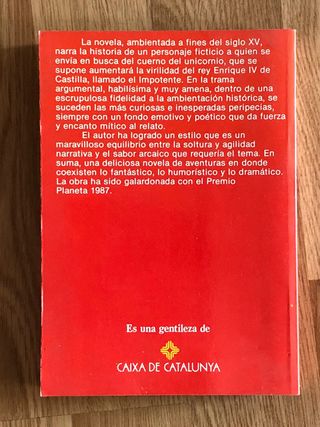 La novela, ambientada a fines del siglo XV,
narra la historia de un personaje ficticio a quien se
envía en busca del cuerno del unicornio, que se
supone aumentará la virilidad del rey Enrique IV de
Castilla, llamado el Impotente. En la trama
argumental, habilísima y muy amena, dentro de una
escrupulosa fidelidad a la ambientación histórica, se
suceden las más curiosas e inesperadas peripecias,
siempre con un fondo emotivo y poético que da fuerza
y encanto mítico al relato.
El autor ha logrado un estilo que es un
maravilloso equilibrio entre la soltura y agilidad
narrativa y el sabor arcaico que requería el tema. En
suma, una deliciosa novela de aventuras en donde
coexisten lo fantástico, lo humorístico y lo dramático.
La obra ha sido galardonada con el Premio
Planeta 1987.
Es una gentileza de
CAIXA DE CATALUNYA